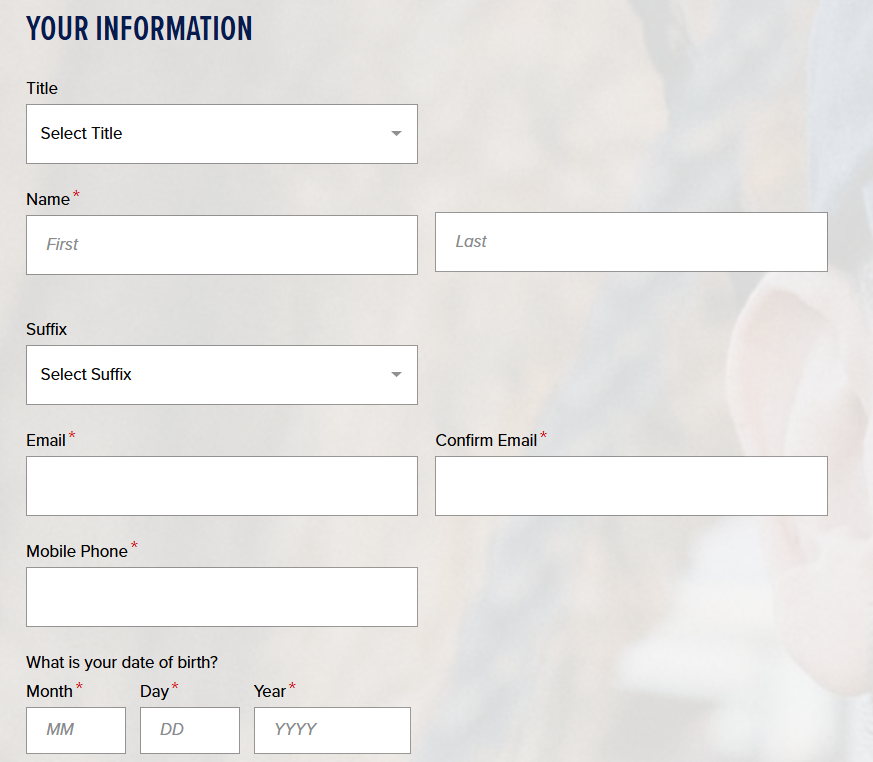 YOUR INFORMATION
Title
Select Title
Name *
First
Last
Suffix
Select Suffix
Email * Confirm Email *
Mobile Phone *
What is your date of birth?
Month * Day * Year *
MM DD YYYY